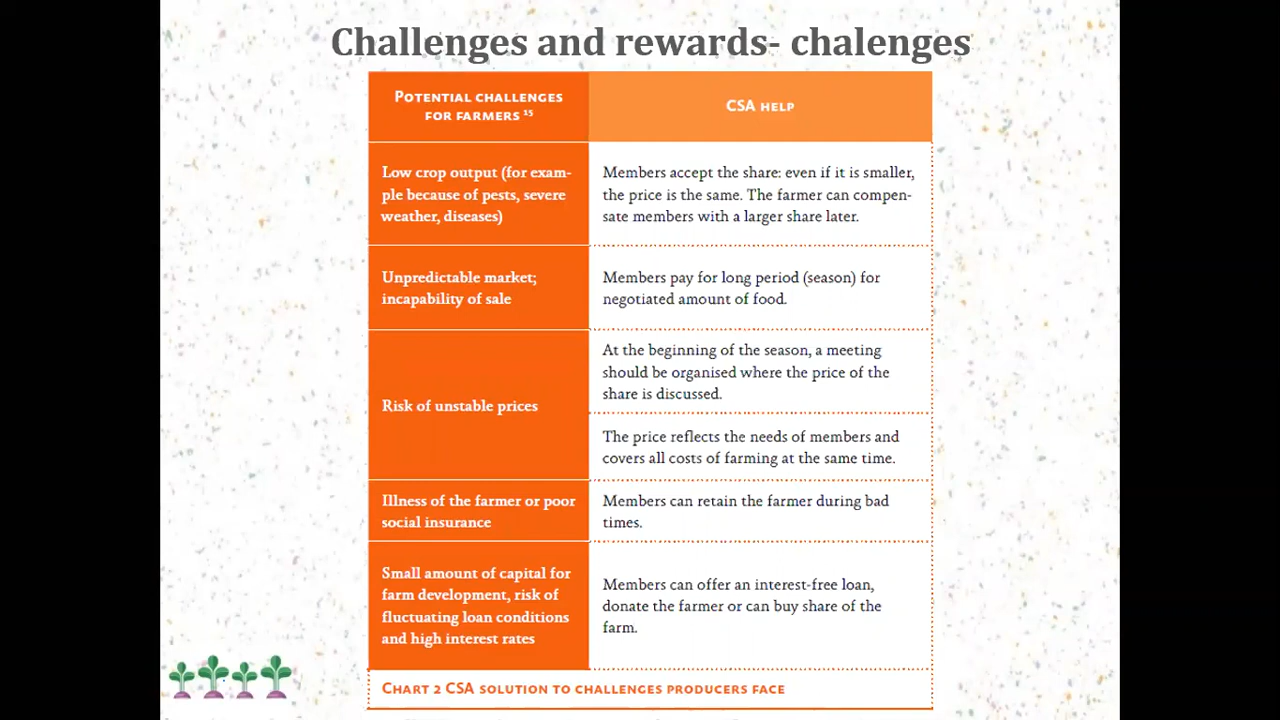 Challenges and rewards- chalenges
POTENTIAL CHALLENGES
FOR FARMERS 15
CSA HELP
Low crop output (for exam-
ple because of pests, severe
weather, diseases)
Members accept the share: even if it is smaller,
the price is the same. The farmer can compen-
sate members with a larger share later.
Unpredictable market;
incapability of sale
Members pay for long period (season) for
negotiated amount of food.
Risk of unstable prices
At the beginning of the season, a meeting
should be organised where the price of the
share is discussed.
The price reflects the needs of members and
covers all costs of farming at the same time.
Illness of the farmer or poor
social insurance
Members can retain the farmer during bad
times.
Small amount of capital for
farm development, risk of
fluctuating loan conditions
and high interest rates
Members can offer an interest-free loan,
donate the farmer or can buy share of the
farm.
CHART 2 CSA SOLUTION TO CHALLENGES PRODUCERS FACE